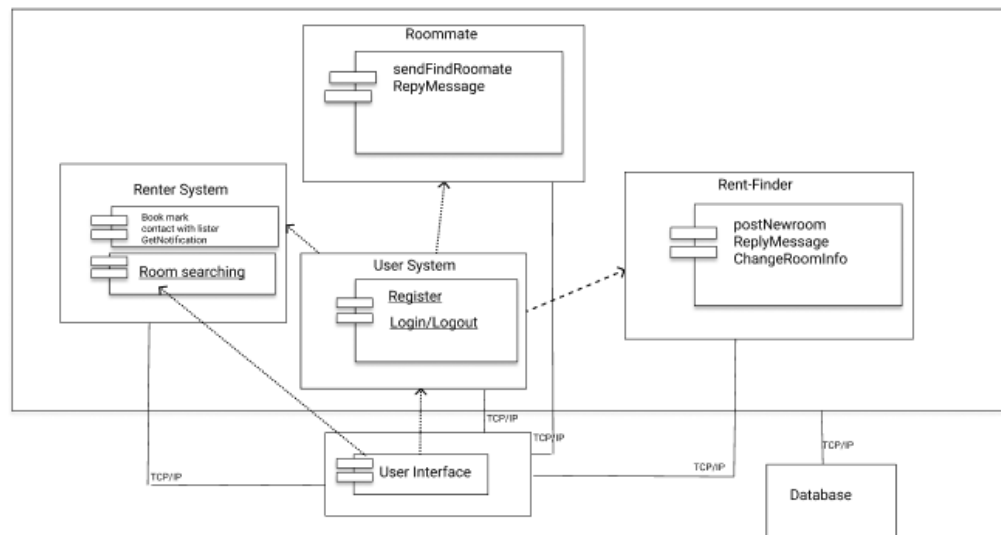 Roommate
sendFindRoomate
RepyMessage
Renter System
Book mark
contact with lister
GetNotification
Room searching
User System
Register
Login/Logout
Rent-Finder
postNewroom
ReplyMessage
ChangeRoomInfo
TCP/IP
TCP/IP
TCP/IP
TCP/IP
TCP/IP
User Interface
Database